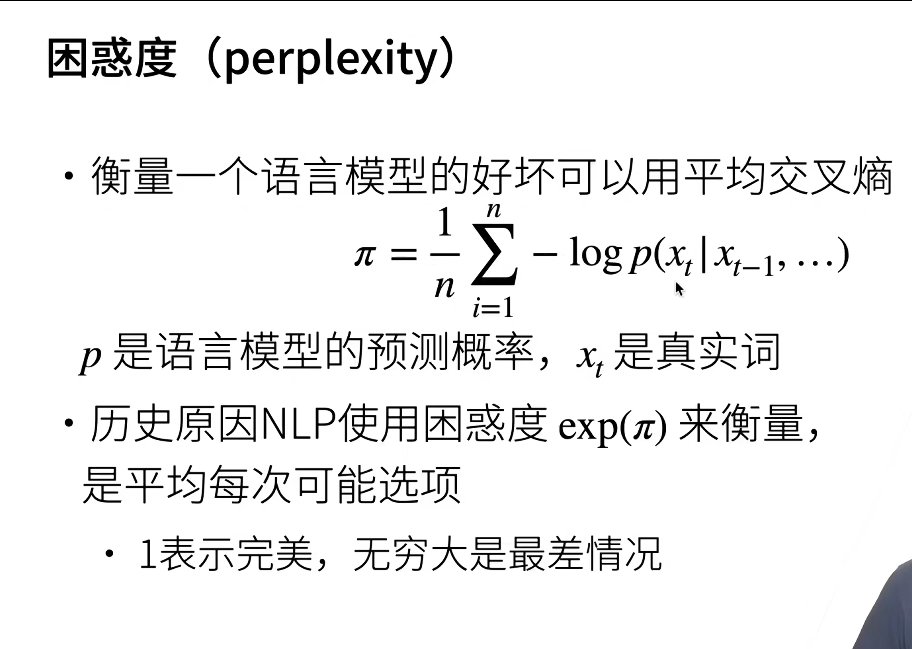 困惑度（perplexity）
• 衡量一个语言模型的好坏可以用平均交叉熵
π = \frac{1}{n} \sum_{i=1}^{n} − log p(x_t|x_{t−1}, …)
p 是语言模型的预测概率，x_t 是真实词
• 历史原因NLP使用困惑度 exp(π) 来衡量，
是平均每次可能选项
• 1表示完美，无穷大是最差情况